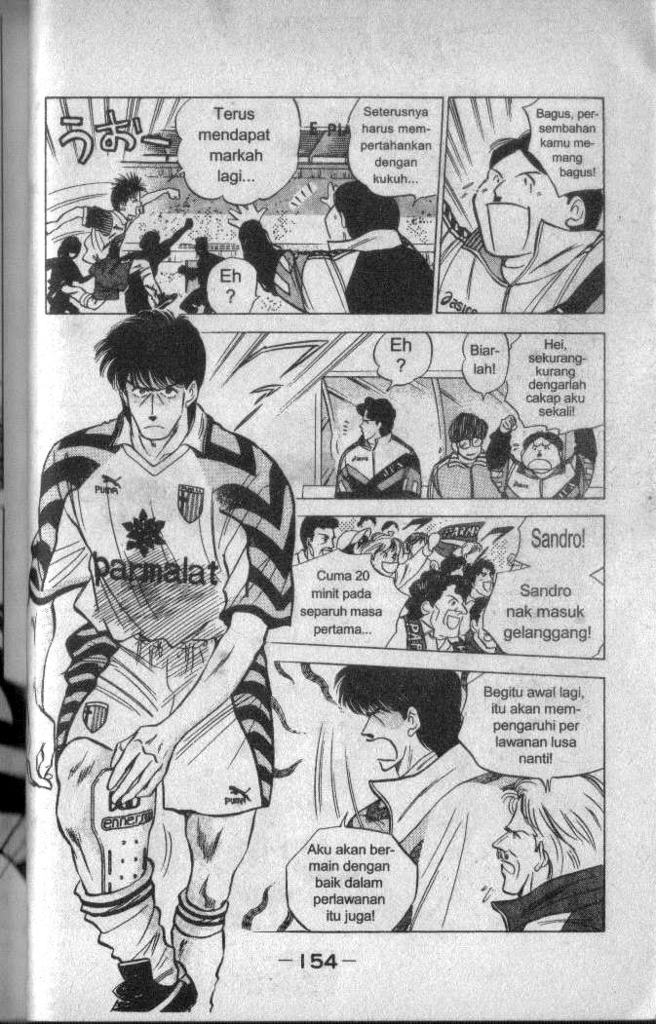 Bagus, per-
sembahan
kamu me-
mang
bagus!
Seterusnya
harus mem-
pertahankan
dengan
kukuh...
Terus
mendapat
markah
lagi...
うおー
E PIA
Eh
?
asics
Hei,
sekurang-
kurang
dengarlah
cakap aku
sekali!
Biar-
lah!
Eh
?
Sandro!
Sandro
nak masuk
gelanggang!
Cuma 20
minit pada
separuh masa
pertama...
PUMA
parmalat
PUMA
ennerre
Begitu awal lagi,
itu akan mem-
pengaruhi per
lawanan lusa
nanti!
Aku akan ber-
main dengan
baik dalam
perlawanan
itu juga!
－154－